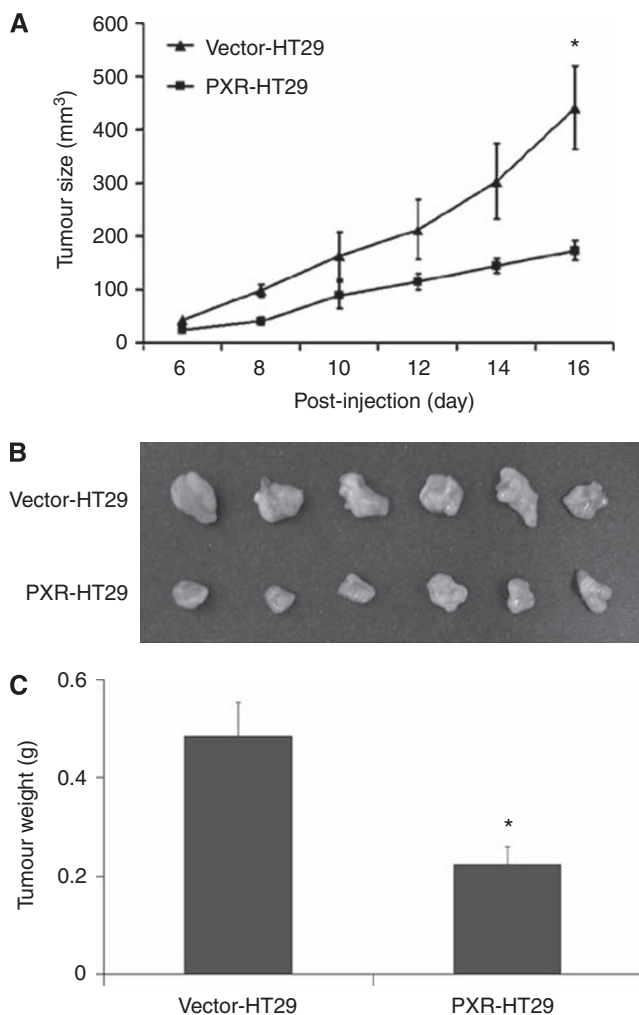 A
600
500
400
300
200
100
0
Tumour size (mm³)
Vector-HT29
PXR-HT29
*
6 8 10 12 14 16
Post-injection (day)
B
Vector-HT29
PXR-HT29
C
0.6
0.4
0.2
0
Tumour weight (g)
*
Vector-HT29 PXR-HT29